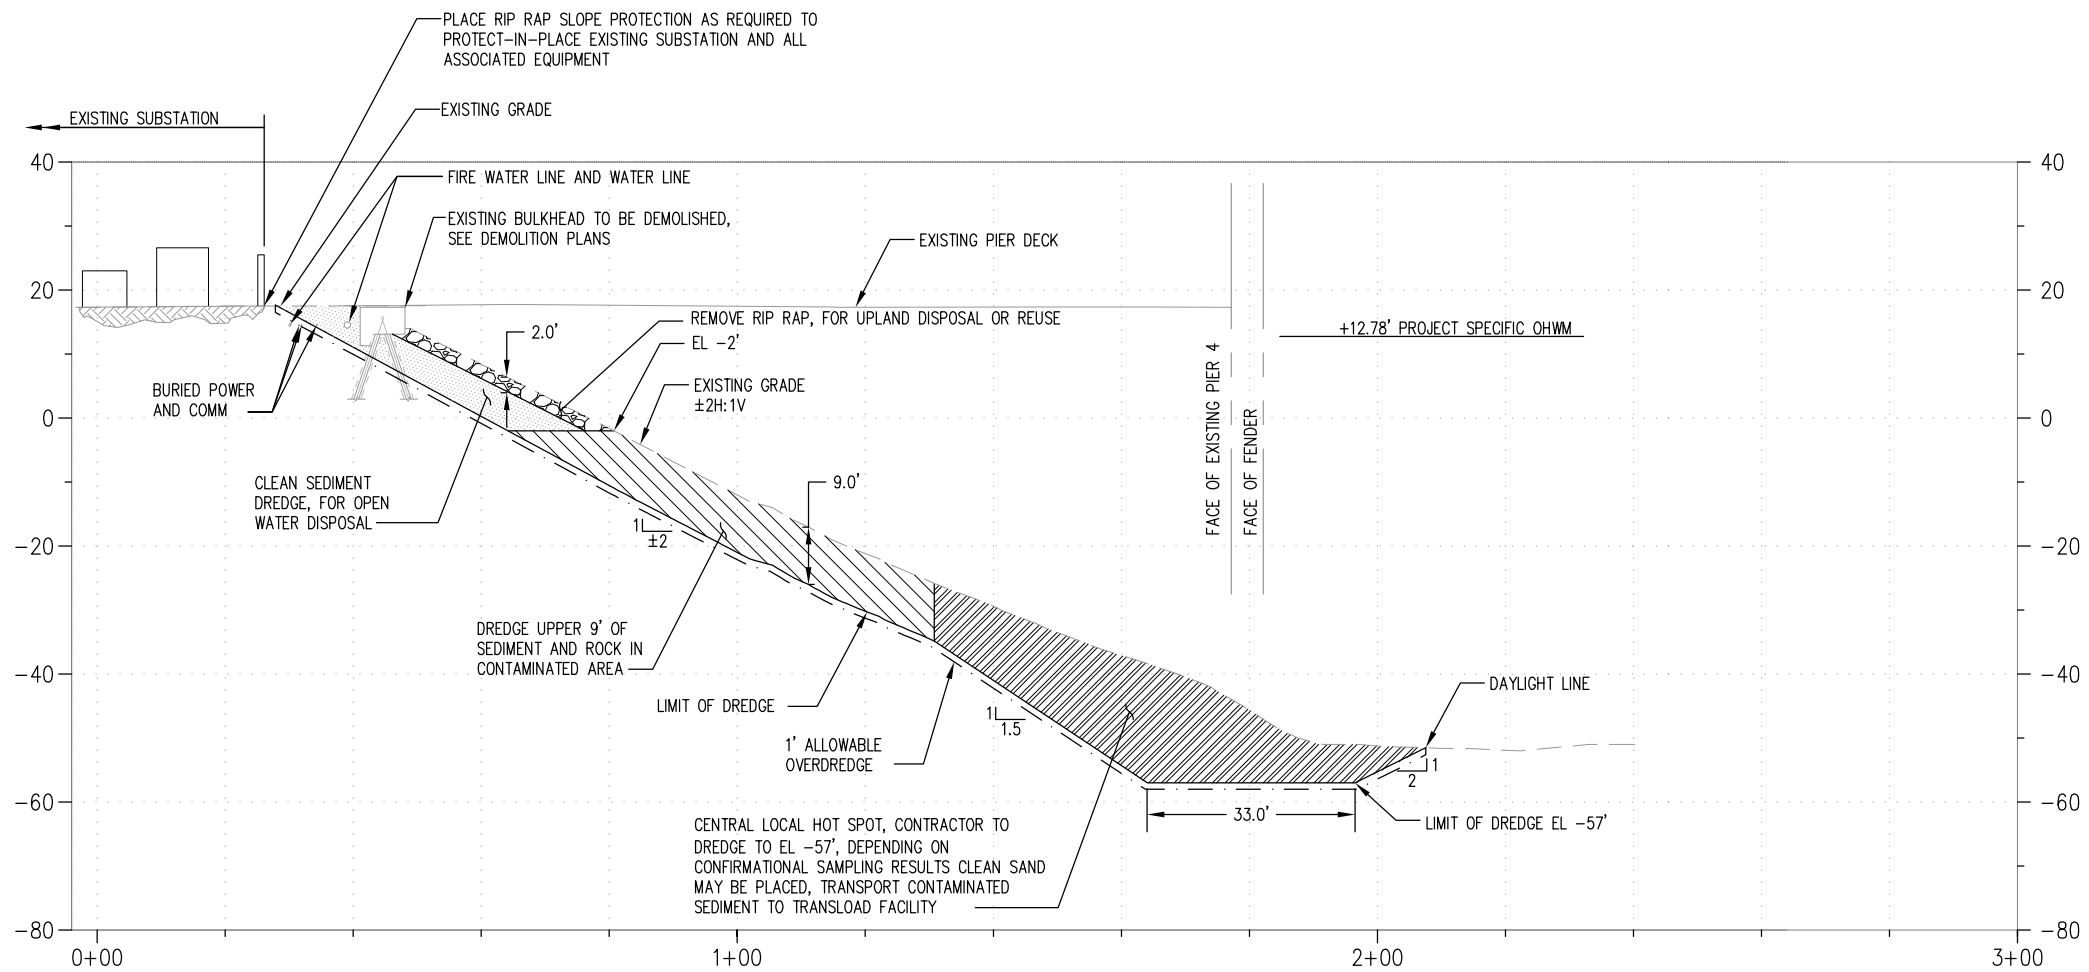 PLACE RIP RAP SLOPE PROTECTION AS REQUIRED TO
PROTECT-IN-PLACE EXISTING SUBSTATION AND ALL
ASSOCIATED EQUIPMENT
EXISTING GRADE
EXISTING SUBSTATION
FIRE WATER LINE AND WATER LINE
EXISTING BULKHEAD TO BE DEMOLISHED,
SEE DEMOLITION PLANS
EXISTING PIER DECK
REMOVE RIP RAP, FOR UPLAND DISPOSAL OR REUSE
2.0'
EL -2'
+12.78' PROJECT SPECIFIC OHWM
EXISTING GRADE
±2H:1V
BURIED POWER
AND COMM
FACE OF EXISTING PIER 4
FACE OF FENDER
CLEAN SEDIMENT
DREDGE, FOR OPEN
WATER DISPOSAL
9.0'
1
±2
DREDGE UPPER 9' OF
SEDIMENT AND ROCK IN
CONTAMINATED AREA
LIMIT OF DREDGE
1' ALLOWABLE
OVERDREDGE
1
1.5
DAYLIGHT LINE
1
2
33.0'
LIMIT OF DREDGE EL -57'
CENTRAL LOCAL HOT SPOT, CONTRACTOR TO
DREDGE TO EL -57', DEPENDING ON
CONFIRMATIONAL SAMPLING RESULTS CLEAN SAND
MAY BE PLACED, TRANSPORT CONTAMINATED
SEDIMENT TO TRANSLOAD FACILITY
40
20
0
-20
-40
-60
-80
40
20
0
-20
-40
-60
-80
0+00
1+00
2+00
3+00